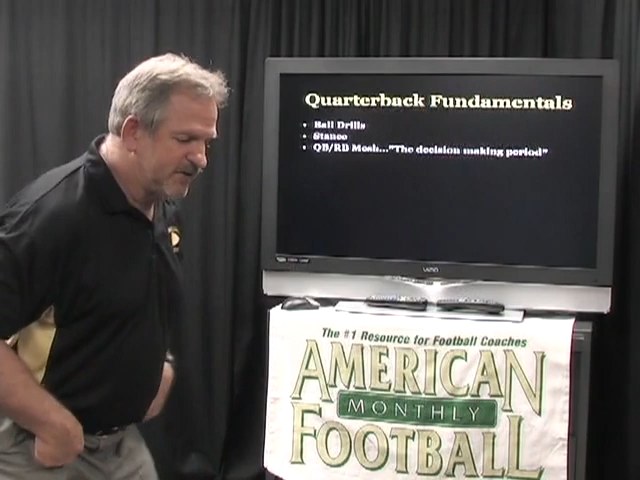 Quarterback Fundamentals
• Ball Drills
• Stance
• QB/RB Mesh..."The decision making period"
VIZIO
The #1 Resource for Football Coaches
AMERICAN
MONTHLY
FOOTBALL